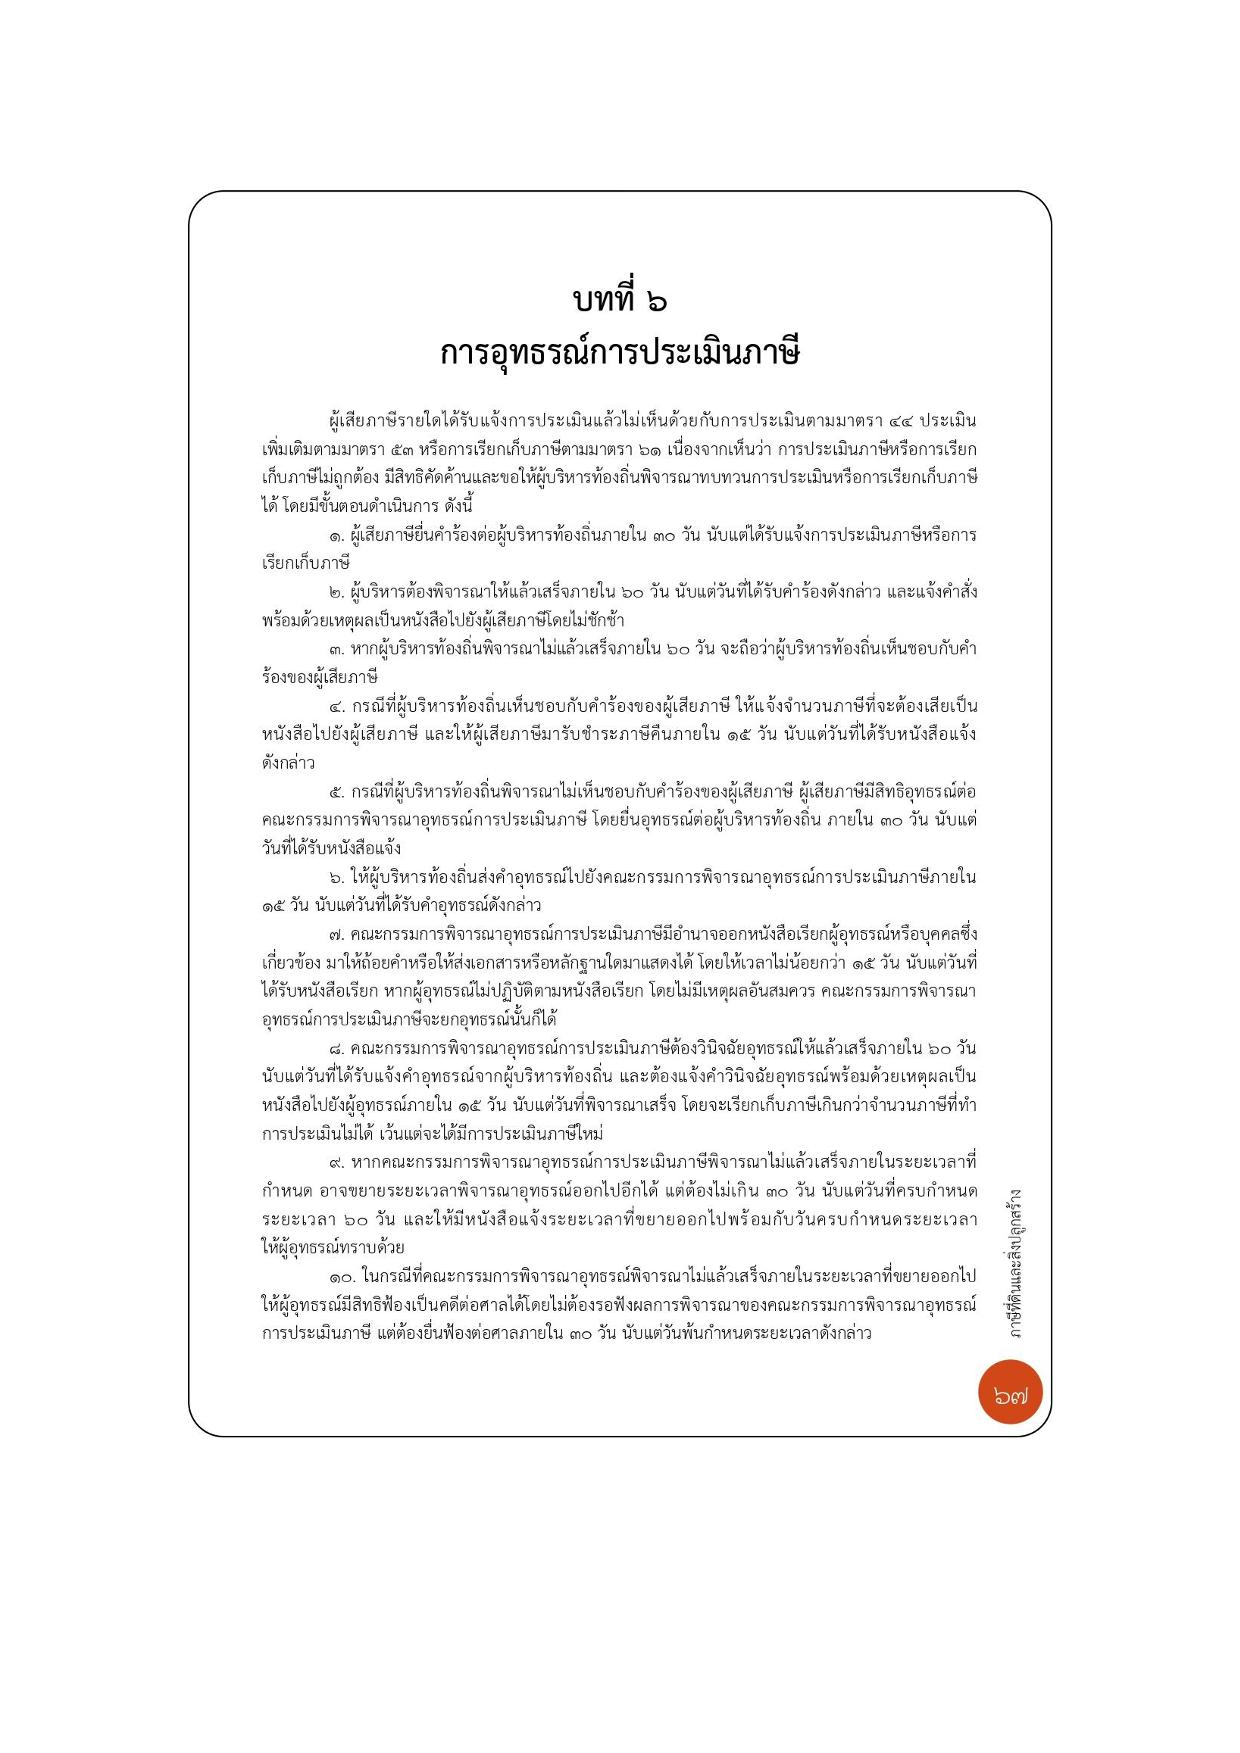 บทที่ ๖
การอุทธรณ์การประเมินภาษี
ผู้เสียภาษีรายใดได้รับแจ้งการประเมินแล้วไม่เห็นด้วยกับการประเมินตามมาตรา ๔๔ ประเมิน
เพิ่มเติมตามมาตรา ๕๓ หรือการเรียกเก็บภาษีตามมาตรา ๖๑ เนื่องจากเห็นว่า การประเมินภาษีหรือการเรียก
เก็บภาษีไม่ถูกต้อง มีสิทธิคัดค้านและขอให้ผู้บริหารท้องถิ่นพิจารณาทบทวนการประเมินหรือการเรียกเก็บภาษี
ได้ โดยมีขั้นตอนดำเนินการ ดังนี้
๑. ผู้เสียภาษียื่นคำร้องต่อผู้บริหารท้องถิ่นภายใน ๓๐ วัน นับแต่ได้รับแจ้งการประเมินภาษีหรือการ
เรียกเก็บภาษี
๒. ผู้บริหารต้องพิจารณาให้แล้วเสร็จภายใน ๖๐ วัน นับแต่วันที่ได้รับคำร้องดังกล่าว และแจ้งคำสั่ง
พร้อมด้วยเหตุผลเป็นหนังสือไปยังผู้เสียภาษีโดยไม่ชักช้า
๓. หากผู้บริหารท้องถิ่นพิจารณาไม่แล้วเสร็จภายใน ๖๐ วัน จะถือว่าผู้บริหารท้องถิ่นเห็นชอบกับคำ
ร้องของผู้เสียภาษี
๔. กรณีที่ผู้บริหารท้องถิ่นเห็นชอบกับคำร้องของผู้เสียภาษี ให้แจ้งจำนวนภาษีที่จะต้องเสียเป็น
หนังสือไปยังผู้เสียภาษี และให้ผู้เสียภาษีมารับชำระภาษีคืนภายใน ๑๕ วัน นับแต่วันที่ได้รับหนังสือแจ้ง
ดังกล่าว
๕. กรณีที่ผู้บริหารท้องถิ่นพิจารณาไม่เห็นชอบกับคำร้องของผู้เสียภาษี ผู้เสียภาษีมีสิทธิอุทธรณ์ต่อ
คณะกรรมการพิจารณาอุทธรณ์การประเมินภาษี โดยยื่นอุทธรณ์ต่อผู้บริหารท้องถิ่น ภายใน ๓๐ วัน นับแต่
วันที่ได้รับหนังสือแจ้ง
๖. ให้ผู้บริหารท้องถิ่นส่งคำอุทธรณ์ไปยังคณะกรรมการพิจารณาอุทธรณ์การประเมินภาษีภายใน
๑๕ วัน นับแต่วันที่ได้รับคำอุทธรณ์ดังกล่าว
๗. คณะกรรมการพิจารณาอุทธรณ์การประเมินภาษีมีอำนาจออกหนังสือเรียกผู้อุทธรณ์หรือบุคคลซึ่ง
เกี่ยวข้อง มาให้ถ้อยคำหรือให้ส่งเอกสารหรือหลักฐานใดมาแสดงได้ โดยให้เวลาไม่น้อยกว่า ๑๕ วัน นับแต่วันที่
ได้รับหนังสือเรียก หากผู้อุทธรณ์ไม่ปฏิบัติตามหนังสือเรียก โดยไม่มีเหตุผลอันสมควร คณะกรรมการพิจารณา
อุทธรณ์การประเมินภาษีจะยกอุทธรณ์นั้นก็ได้
๘. คณะกรรมการพิจารณาอุทธรณ์การประเมินภาษีต้องวินิจฉัยอุทธรณ์ให้แล้วเสร็จภายใน ๖๐ วัน
นับแต่วันที่ได้รับแจ้งคำอุทธรณ์จากผู้บริหารท้องถิ่น และต้องแจ้งคำวินิจฉัยอุทธรณ์พร้อมด้วยเหตุผลเป็น
หนังสือไปยังผู้อุทธรณ์ภายใน ๑๕ วัน นับแต่วันที่พิจารณาเสร็จ โดยจะเรียกเก็บภาษีเกินกว่าจำนวนภาษีที่ทำ
การประเมินไม่ได้ เว้นแต่จะได้มีการประเมินภาษีใหม่
๙. หากคณะกรรมการพิจารณาอุทธรณ์การประเมินภาษีพิจารณาไม่แล้วเสร็จภายในระยะเวลาที่
กำหนด อาจขยายระยะเวลาพิจารณาอุทธรณ์ออกไปอีกได้ แต่ต้องไม่เกิน ๓๐ วัน นับแต่วันที่ครบกำหนด
ระยะเวลา ๖๐ วัน และให้มีหนังสือแจ้งระยะเวลาที่ขยายออกไปพร้อมกับวันครบกำหนดระยะเวลา
ให้ผู้อุทธรณ์ทราบด้วย
๑๐. ในกรณีที่คณะกรรมการพิจารณาอุทธรณ์พิจารณาไม่แล้วเสร็จภายในระยะเวลาที่ขยายออกไป
ให้ผู้อุทธรณ์มีสิทธิฟ้องเป็นคดีต่อศาลได้โดยไม่ต้องรอฟังผลการพิจารณาของคณะกรรมการพิจารณาอุทธรณ์
การประเมินภาษี แต่ต้องยื่นฟ้องต่อศาลภายใน ๓๐ วัน นับแต่วันพ้นกำหนดระยะเวลาดังกล่าว
ภาษีที่ดินและสิ่งปลูกสร้าง
๖๗